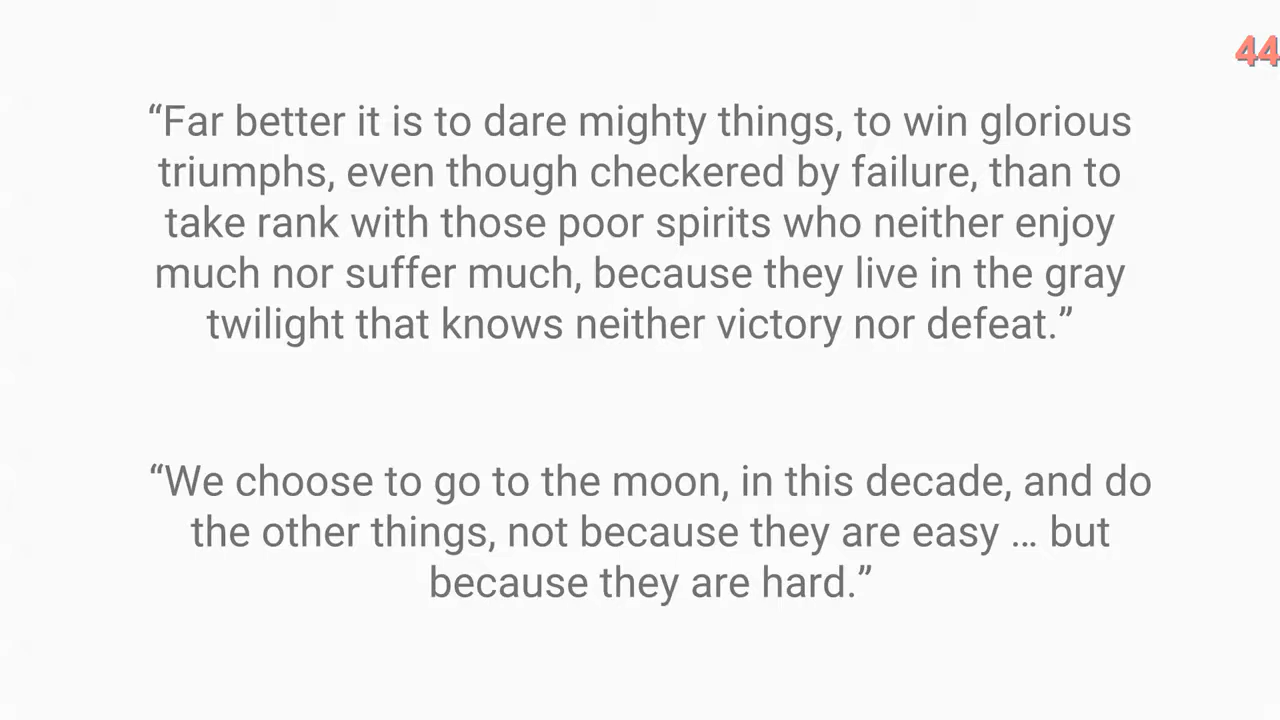 44
“Far better it is to dare mighty things, to win glorious
triumphs, even though checkered by failure, than to
take rank with those poor spirits who neither enjoy
much nor suffer much, because they live in the gray
twilight that knows neither victory nor defeat.”
“We choose to go to the moon, in this decade, and do
the other things, not because they are easy … but
because they are hard.”